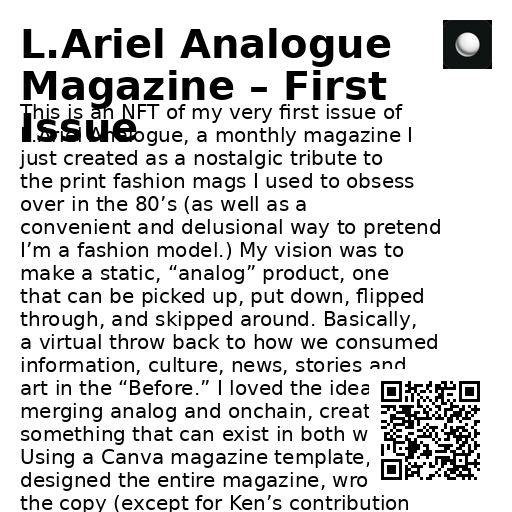 L.Ariel Analogue
Magazine – First
Issue
This is an NFT of my very first issue of
L.Ariel Analogue, a monthly magazine I
just created as a nostalgic tribute to
the print fashion mags I used to obsess
over in the 80’s (as well as a
convenient and delusional way to pretend
I’m a fashion model.) My vision was to
make a static, “analog” product, one
that can be picked up, put down, flipped
through, and skipped around. Basically,
a virtual throw back to how we consumed
information, culture, news, stories and
art in the “Before.” I loved the idea
merging analog and onchain, creat
something that can exist in both w
Using a Canva magazine template,
designed the entire magazine, wro
the copy (except for Ken’s contribution